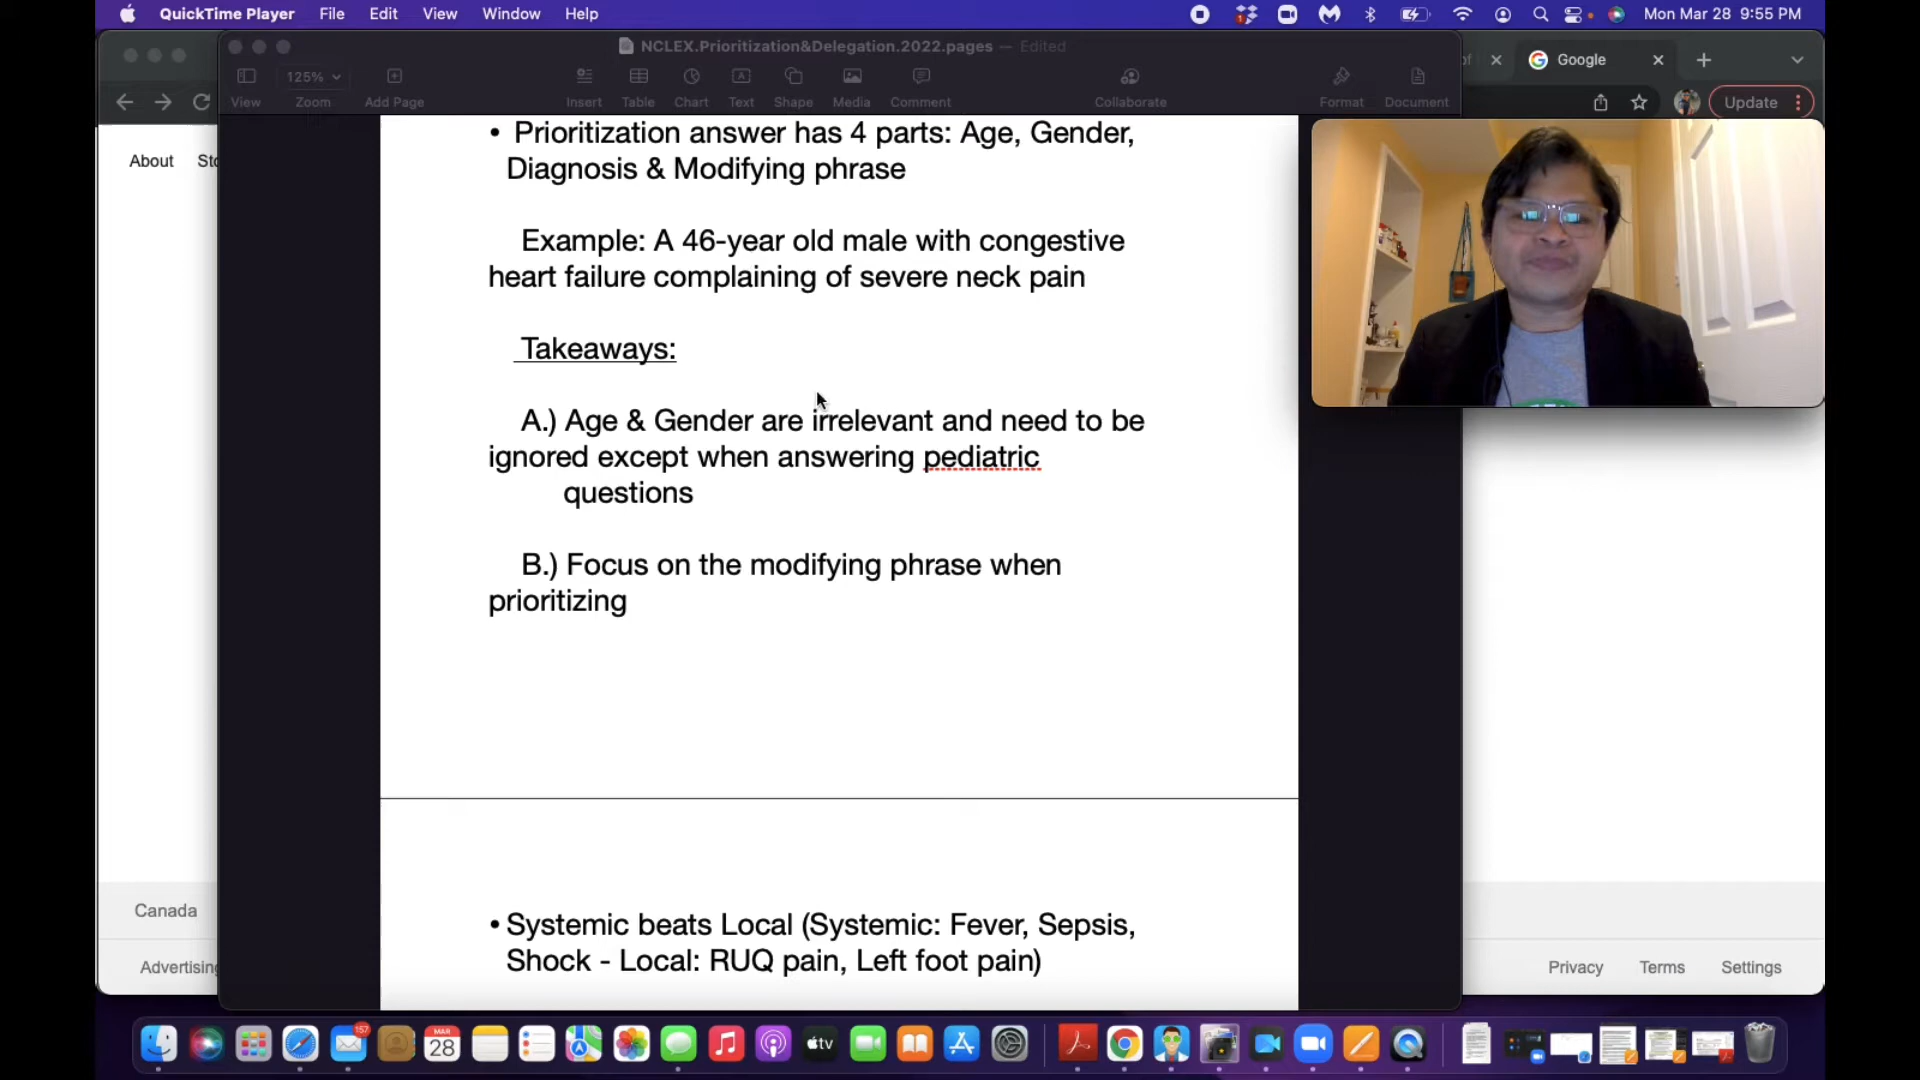 QuickTime Player File Edit View Window Help Mon Mar 28 9:55 PM
NCLEX.Prioritization&Delegation.2022.pages — Edited
Google
125%
View Zoom Add Page Insert Table Chart Text Shape Media Comment Collaborate Format Document
Update
About
• Prioritization answer has 4 parts: Age, Gender,
Diagnosis & Modifying phrase
Example: A 46-year old male with congestive
heart failure complaining of severe neck pain
Takeaways:
A.) Age & Gender are irrelevant and need to be
ignored except when answering pediatric
questions
B.) Focus on the modifying phrase when
prioritizing
• Systemic beats Local (Systemic: Fever, Sepsis,
Shock - Local: RUQ pain, Left foot pain)
Canada
Advertising
Privacy Terms Settings
157
MAR
28
tv